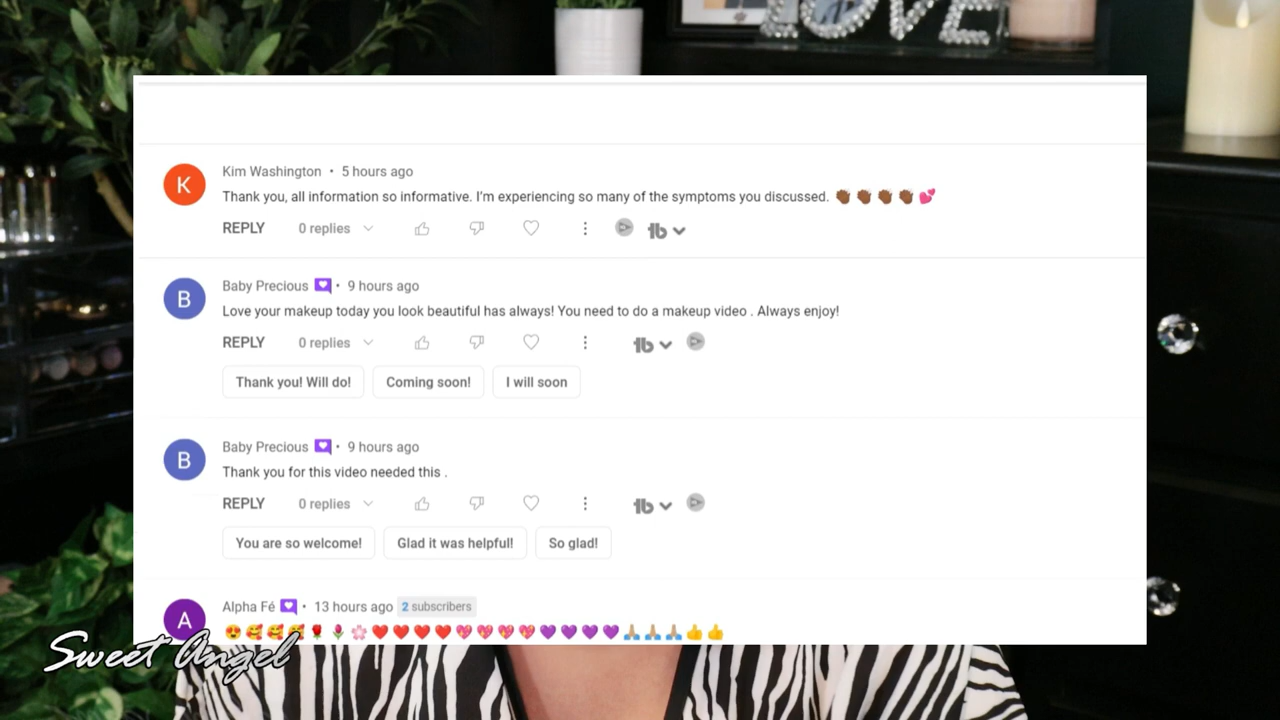 LOVE
K
Kim Washington • 5 hours ago
Thank you, all information so informative. I'm experiencing so many of the symptoms you discussed. 👏🏾 👏🏾 👏🏾 👏🏾 💕
REPLY 0 replies
B
Baby Precious • 9 hours ago
Love your makeup today you look beautiful has always! You need to do a makeup video . Always enjoy!
REPLY 0 replies
Thank you! Will do! Coming soon! I will soon
B
Baby Precious • 9 hours ago
Thank you for this video needed this .
REPLY 0 replies
You are so welcome! Glad it was helpful! So glad!
A
Alpha Fé • 13 hours ago 2 subscribers
😍 🥰 🥰 🥰 🌹 🌷 🌸 ❤️ ❤️ ❤️ ❤️ 💖 💖 💖 💖 💜 💜 💜 💜 🙏🏼 🙏🏼 🙏🏼 👍 👍
Sweet Angel